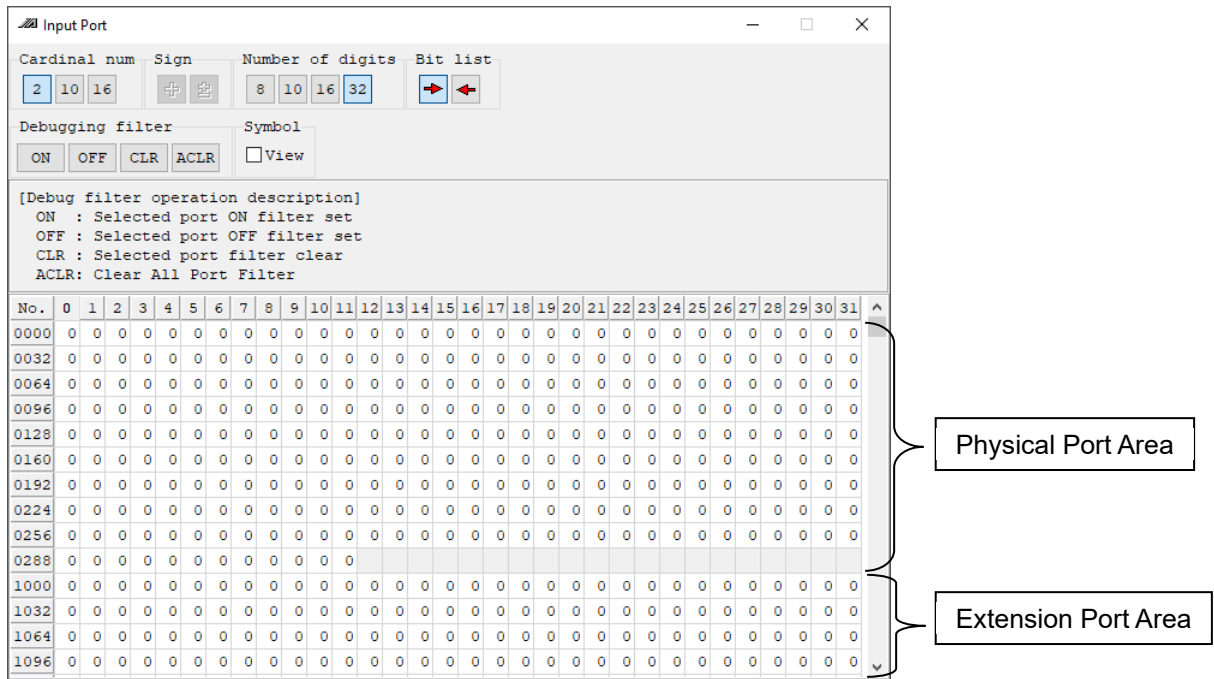 Input Port
Cardinal num Sign Number of digits Bit list
2 10 16 + ± 8 10 16 32
Debugging filter Symbol
ON OFF CLR ACLR View
[Debug filter operation description]
ON : Selected port ON filter set
OFF : Selected port OFF filter set
CLR : Selected port filter clear
ACLR: Clear All Port Filter
No. 0 1 2 3 4 5 6 7 8 9 10 11 12 13 14 15 16 17 18 19 20 21 22 23 24 25 26 27 28 29 30 31
0000 0 0 0 0 0 0 0 0 0 0 0 0 0 0 0 0 0 0 0 0 0 0 0 0 0 0 0 0 0 0 0 0
0032 0 0 0 0 0 0 0 0 0 0 0 0 0 0 0 0 0 0 0 0 0 0 0 0 0 0 0 0 0 0 0 0
0064 0 0 0 0 0 0 0 0 0 0 0 0 0 0 0 0 0 0 0 0 0 0 0 0 0 0 0 0 0 0 0 0
0096 0 0 0 0 0 0 0 0 0 0 0 0 0 0 0 0 0 0 0 0 0 0 0 0 0 0 0 0 0 0 0 0
0128 0 0 0 0 0 0 0 0 0 0 0 0 0 0 0 0 0 0 0 0 0 0 0 0 0 0 0 0 0 0 0 0
Physical Port Area
0160 0 0 0 0 0 0 0 0 0 0 0 0 0 0 0 0 0 0 0 0 0 0 0 0 0 0 0 0 0 0 0 0
0192 0 0 0 0 0 0 0 0 0 0 0 0 0 0 0 0 0 0 0 0 0 0 0 0 0 0 0 0 0 0 0 0
0224 0 0 0 0 0 0 0 0 0 0 0 0 0 0 0 0 0 0 0 0 0 0 0 0 0 0 0 0 0 0 0 0
0256 0 0 0 0 0 0 0 0 0 0 0 0 0 0 0 0 0 0 0 0 0 0 0 0 0 0 0 0 0 0 0 0
0288 0 0 0 0 0 0 0 0 0 0 0 0
1000 0 0 0 0 0 0 0 0 0 0 0 0 0 0 0 0 0 0 0 0 0 0 0 0 0 0 0 0 0 0 0 0
1032 0 0 0 0 0 0 0 0 0 0 0 0 0 0 0 0 0 0 0 0 0 0 0 0 0 0 0 0 0 0 0 0
Extension Port Area
1064 0 0 0 0 0 0 0 0 0 0 0 0 0 0 0 0 0 0 0 0 0 0 0 0 0 0 0 0 0 0 0 0
1096 0 0 0 0 0 0 0 0 0 0 0 0 0 0 0 0 0 0 0 0 0 0 0 0 0 0 0 0 0 0 0 0